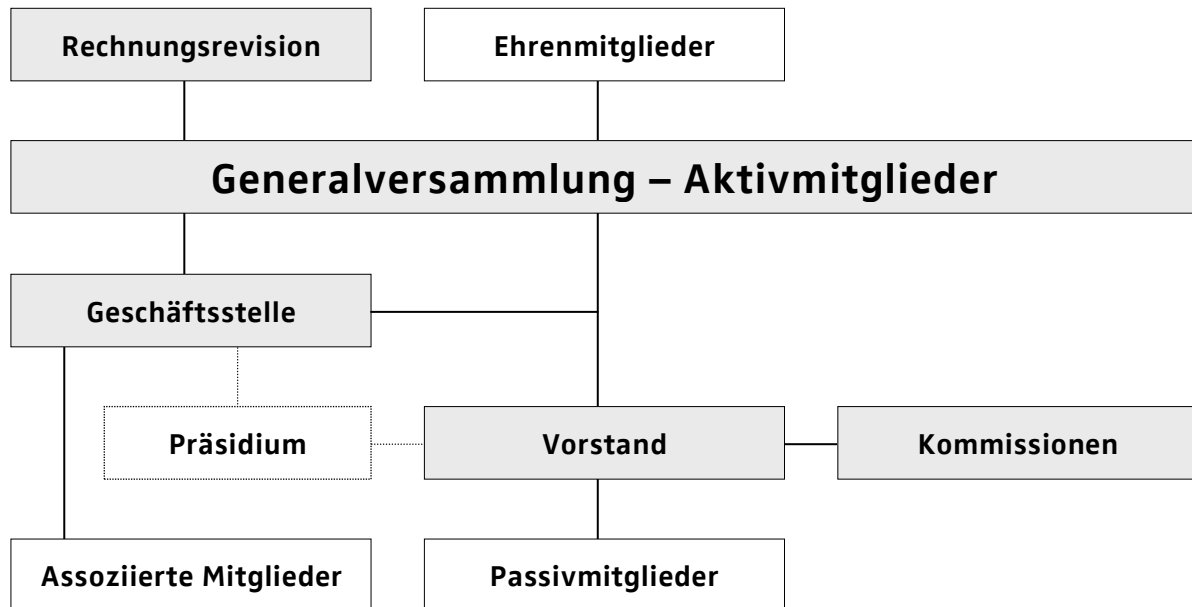 Rechnungsrevision
Ehrenmitglieder
Generalversammlung – Aktivmitglieder
Geschäftsstelle
Präsidium
Vorstand
Kommissionen
Assoziierte Mitglieder
Passivmitglieder